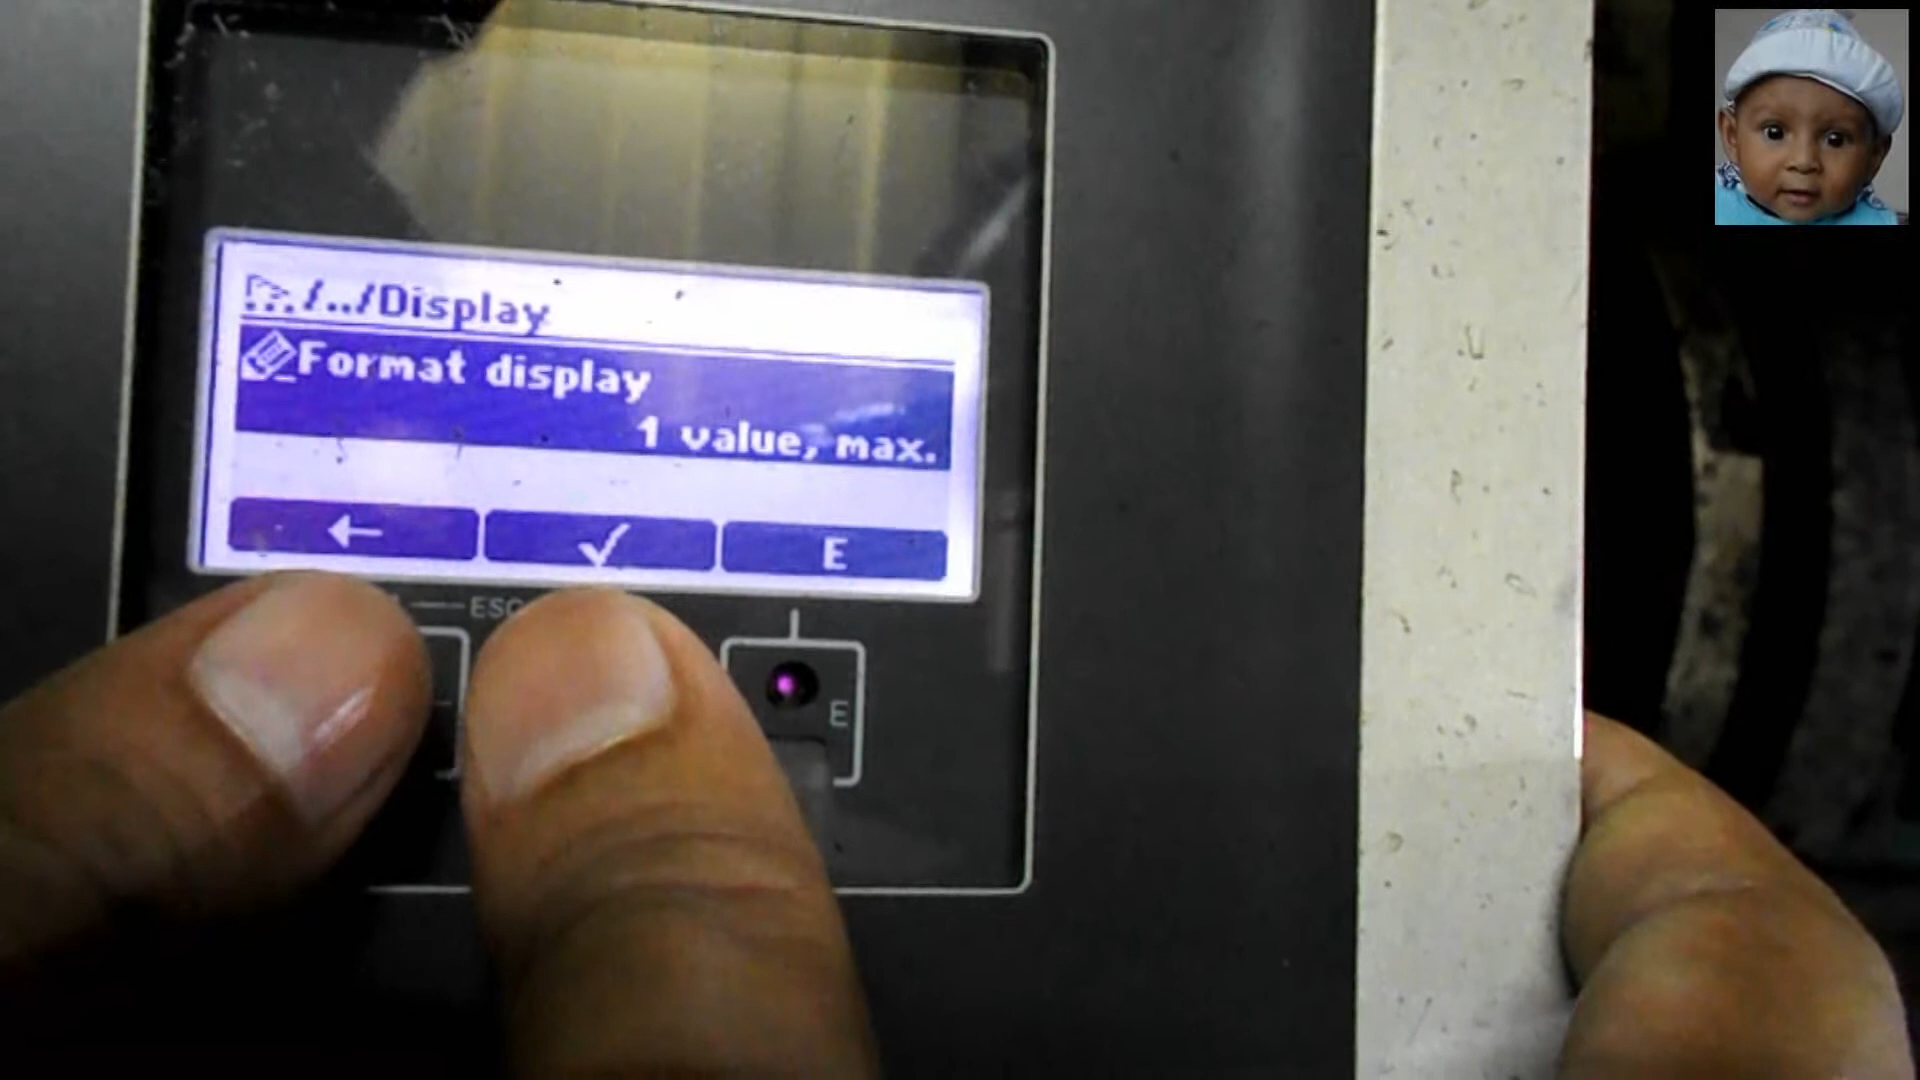 /../Display
Format display
1 value, max.
E
ESC
E